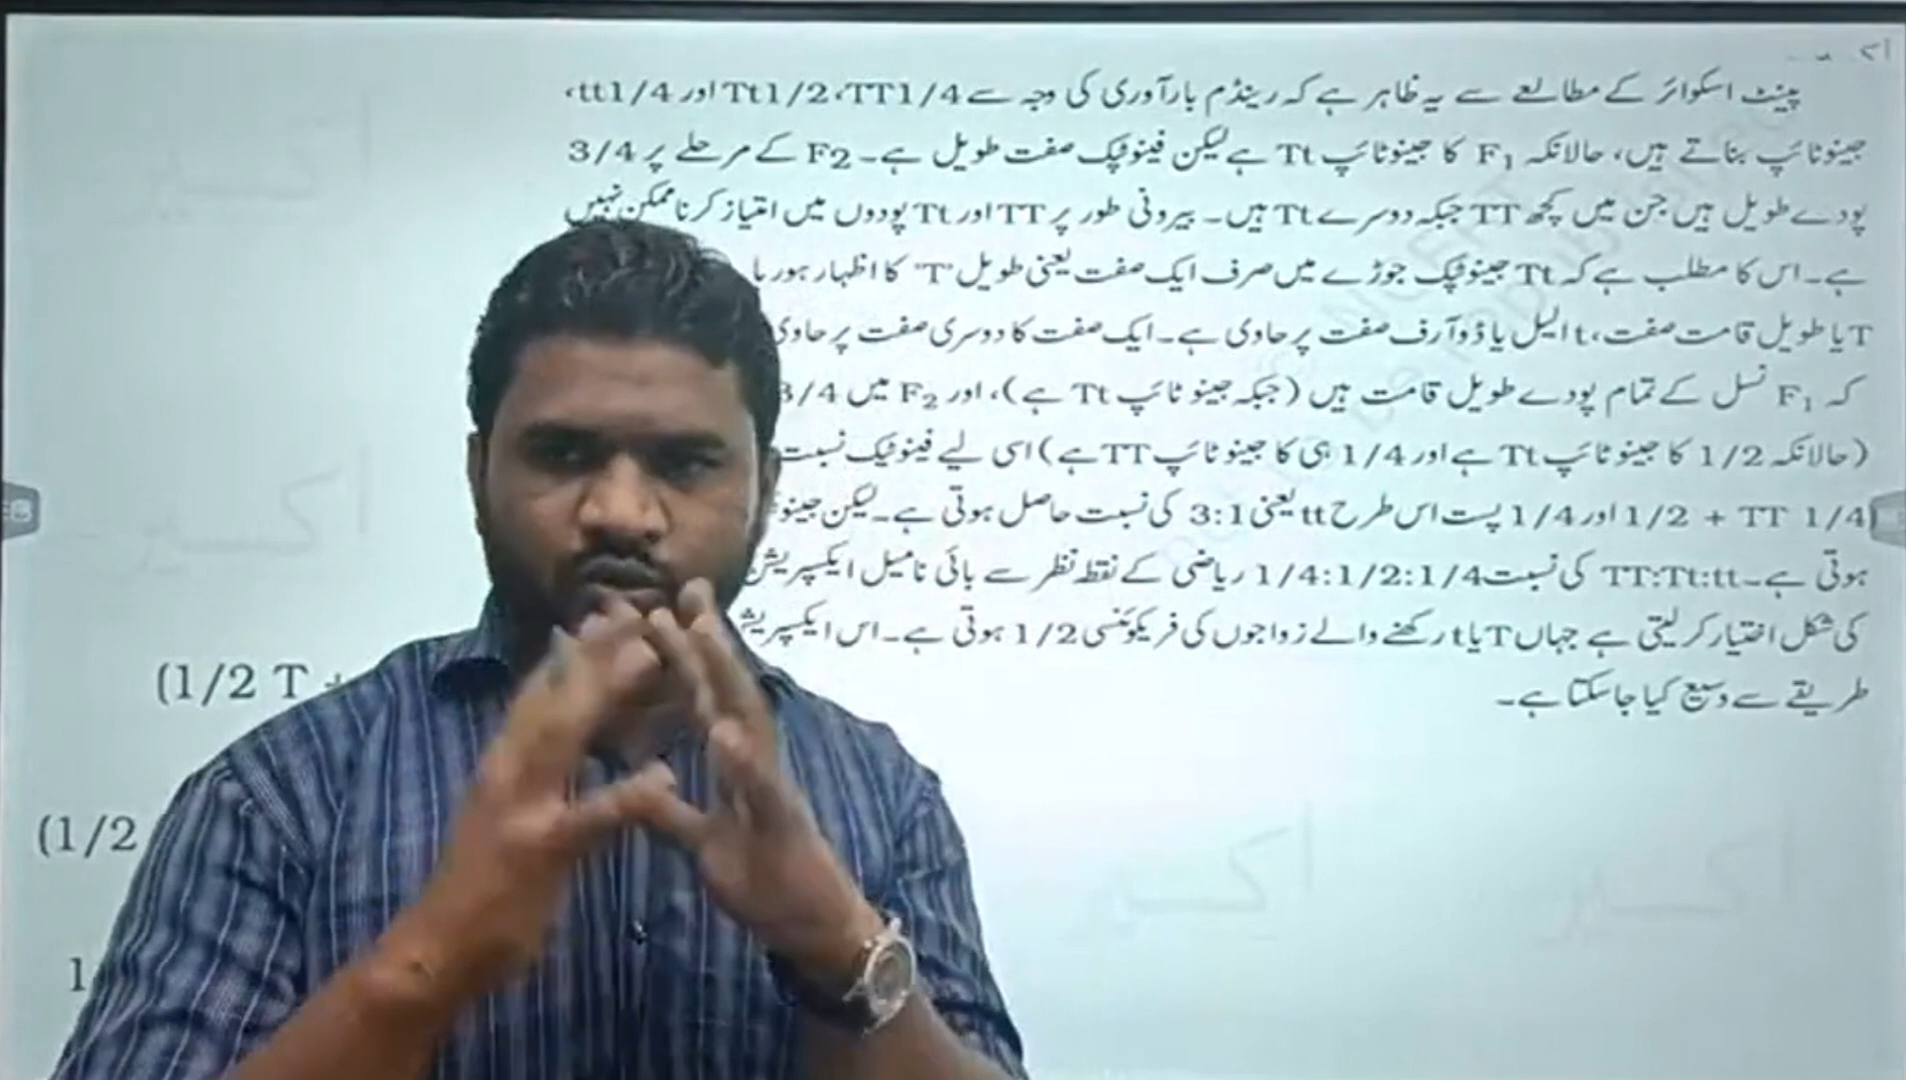 پینٹ اسکوائر کے مطالعے سے یہ ظاہر ہے کہ رینڈم بارآوری کی وجہ سے TT1/4، Tt1/2 اور tt1/4،
جینوٹائپ بناتے ہیں، حالانکہ F1 کا جینوٹائپ Tt ہے لیکن فینوٹپک صفت طویل ہے۔ F2 کے مرحلے پر 3/4
پودے طویل ہیں جن میں کچھ TT جبکہ دوسرے Tt ہیں۔ بیرونی طور پر TT اور Tt پودوں میں امتیاز کرنا ممکن نہیں
ہے۔ اس کا مطلب ہے کہ Tt جینوٹپک جوڑے میں صرف ایک صفت یعنی طویل 'T' کا اظہار ہو رہا
T یا طویل قامت صفت، t الیل یا ڈوآرف صفت پر حاوی ہے۔ ایک صفت کا دوسری صفت پر حاوی
کہ F1 نسل کے تمام پودے طویل قامت ہیں (جبکہ جینوٹائپ Tt ہے)، اور F2 میں 3/4
(حالانکہ 1/2 کا جینوٹائپ Tt ہے اور 1/4 ہی کا جینوٹائپ TT ہے) اسی لیے فینوٹپک نسبت
(1/4 TT + 1/2 اور 1/4 پست اس طرح tt یعنی 3:1 کی نسبت حاصل ہوتی ہے۔ لیکن جینو
ہوتی ہے۔ TT:Tt:tt کی نسبت 1/4:1/2:1/4 ریاضی کے نقطہ نظر سے بائی نامیل ایکسپریشن
کی شکل اختیار کر لیتی ہے جہاں T یا t رکھنے والے زواجوں کی فریکوئنسی 1/2 ہوتی ہے۔ اس ایکسپریش
طریقے سے وسیع کیا جا سکتا ہے۔
(1/2 T +
(1/2
1